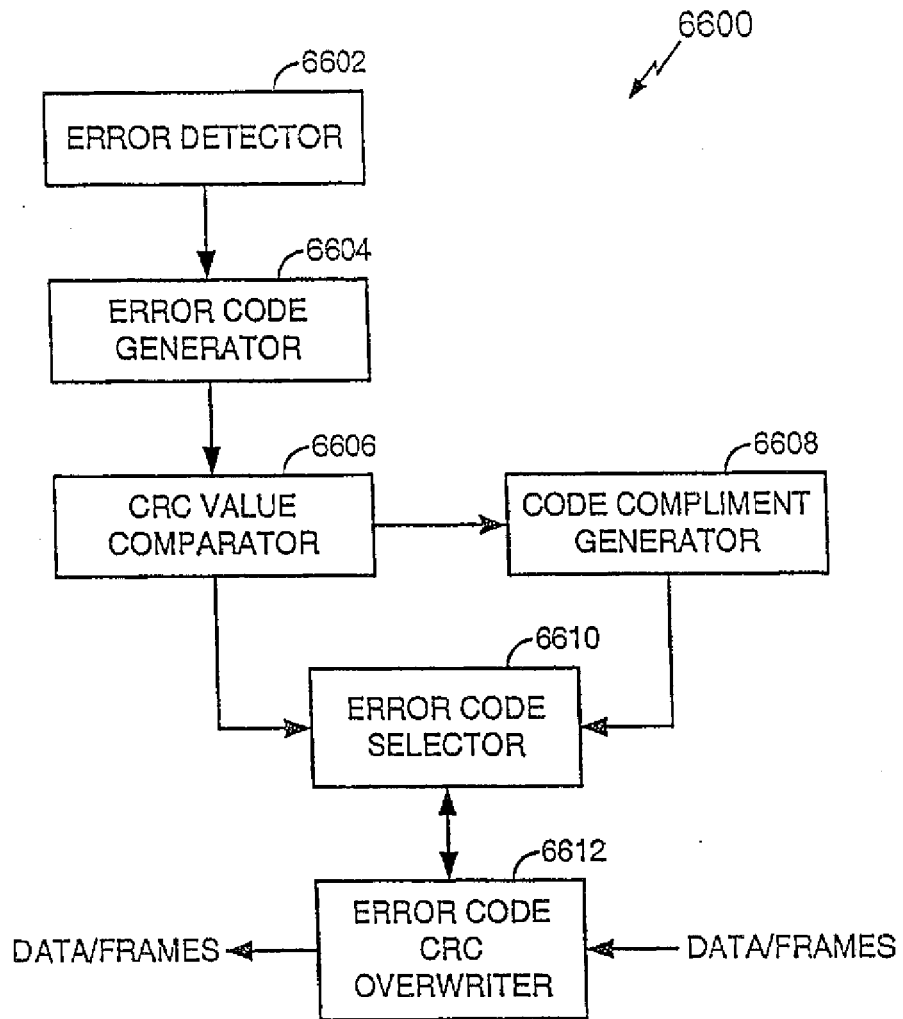 6600
6602
ERROR DETECTOR
6604
ERROR CODE
GENERATOR
6606
CRC VALUE
COMPARATOR
6608
CODE COMPLIMENT
GENERATOR
6610
ERROR CODE
SELECTOR
6612
ERROR CODE
CRC
OVERWRITER
DATA/FRAMES
DATA/FRAMES